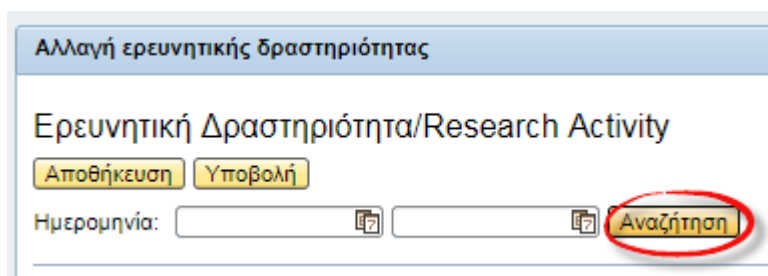 Αλλαγή ερευνητικής δραστηριότητας
Ερευνητική Δραστηριότητα/Research Activity
Αποθήκευση Υποβολή
Ημερομηνία: Αναζήτηση